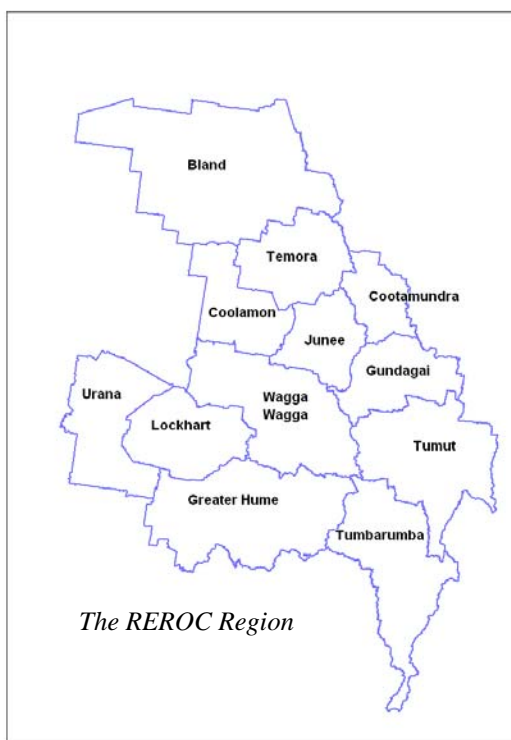 Bland
Temora
Cootamundra
Coolamon
Junee
Gundagai
Urana
Wagga
Wagga
Lockhart
Tumut
Greater Hume
Tumbarumba
The REROC Region